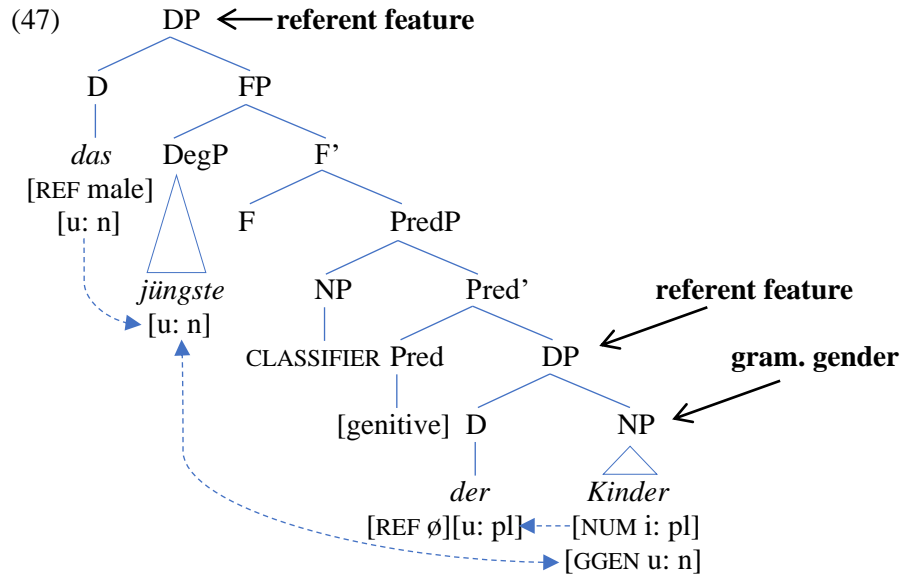 (47) DP referent feature
D FP
das DegP F’
[REF male] F PredP
[u: n]
jüngste NP Pred’ referent feature
[u: n]
CLASSIFIER Pred DP gram. gender
[genitive] D NP
der Kinder
[REF ø][u: pl] [NUM i: pl]
[GGEN u: n]